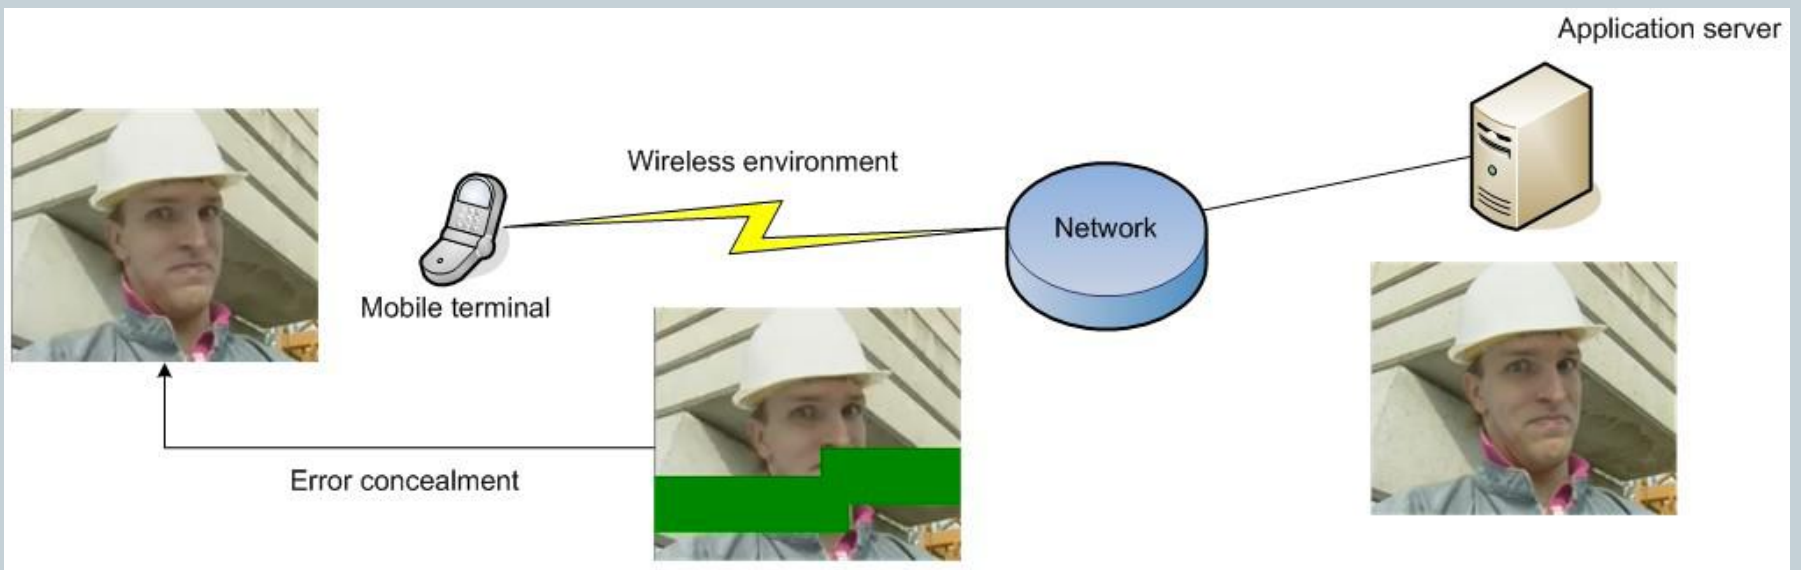 Application server
Wireless environment
Network
Mobile terminal
Error concealment